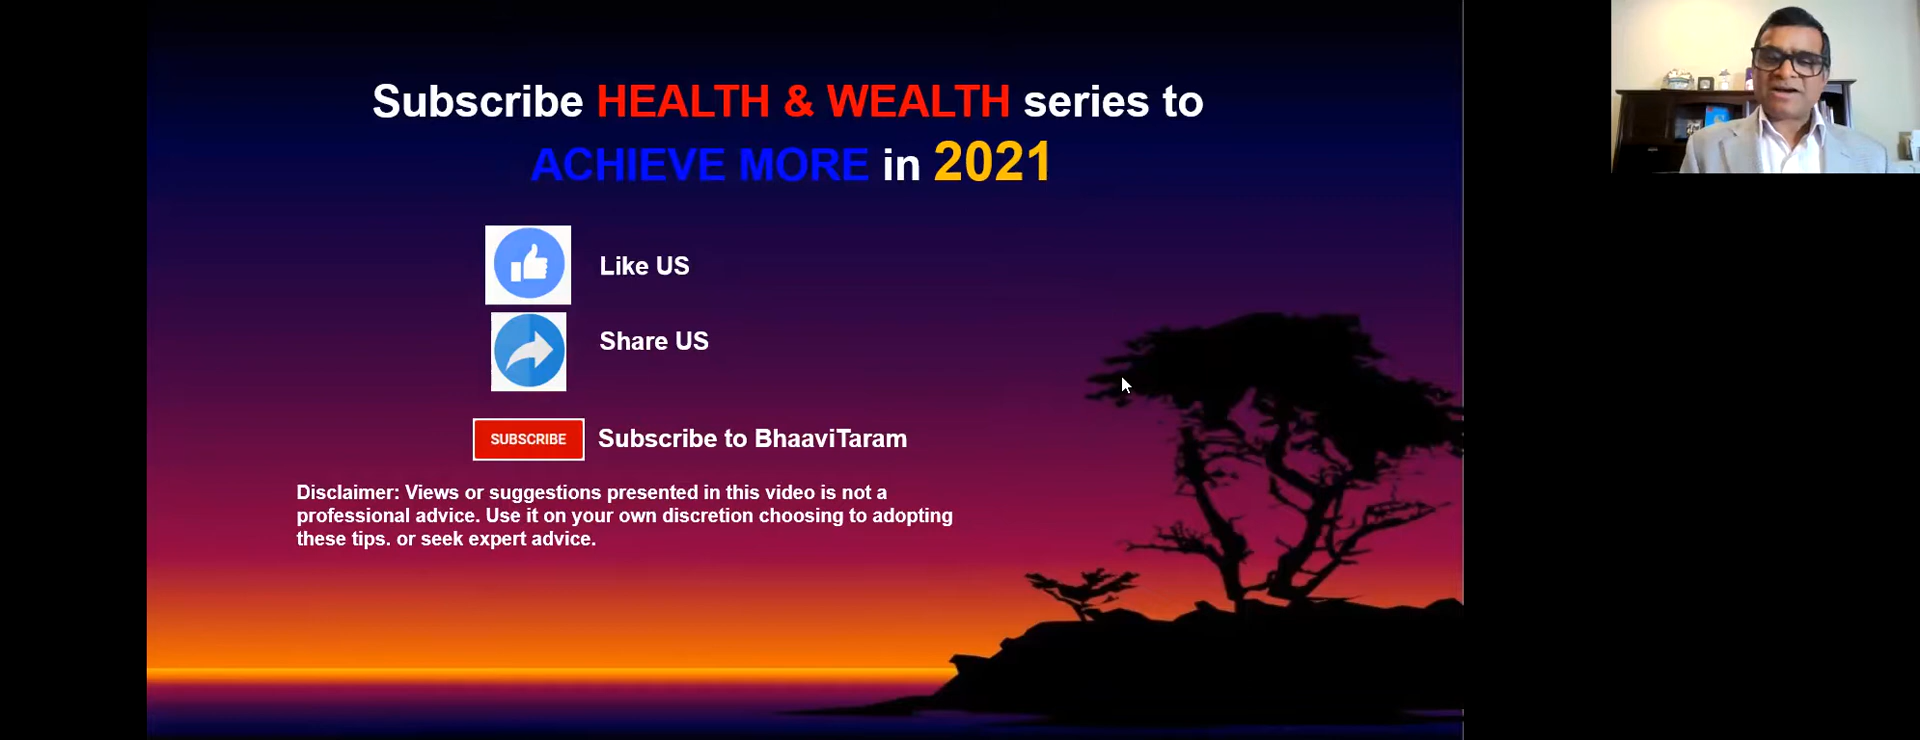 Subscribe HEALTH & WEALTH series to
ACHIEVE MORE in 2021
Like US
Share US
SUBSCRIBE Subscribe to BhaaviTaram
Disclaimer: Views or suggestions presented in this video is not a
professional advice. Use it on your own discretion choosing to adopting
these tips. or seek expert advice.